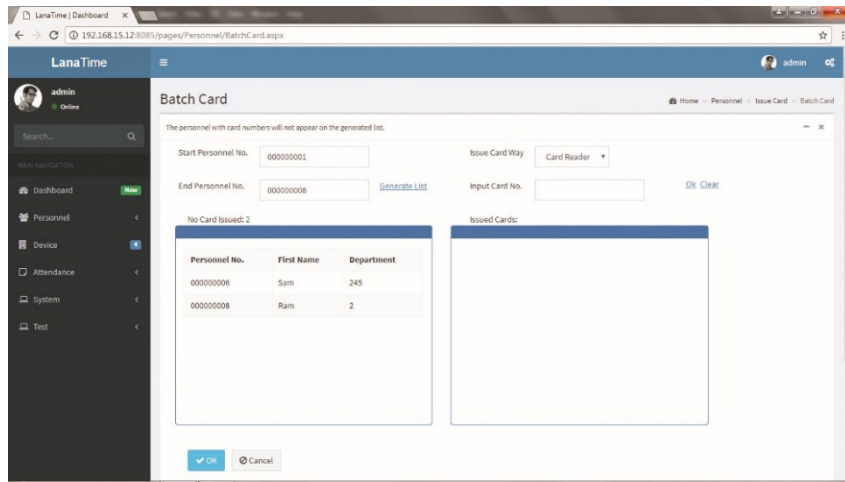 LanaTime | Dashboard
192.168.15.12:8085/pages/Personnel/BatchCard.aspx
LanaTime
admin
admin
Online
Batch Card
Home > Personnel > Issue Card > Batch Card
Search...
The personnel with card numbers will not appear on the generated list.
MAIN NAVIGATION
Dashboard New
Personnel
Device 4
Attendance
System
Test
Start Personnel No. 000000001
Issue Card Way Card Reader
End Personnel No. 000000008 Generate List
Input Card No. Ok Clear
No Card Issued: 2
Issued Cards:
Personnel No. First Name Department
000000006 Sam 245
000000008 Ram 2
OK Cancel